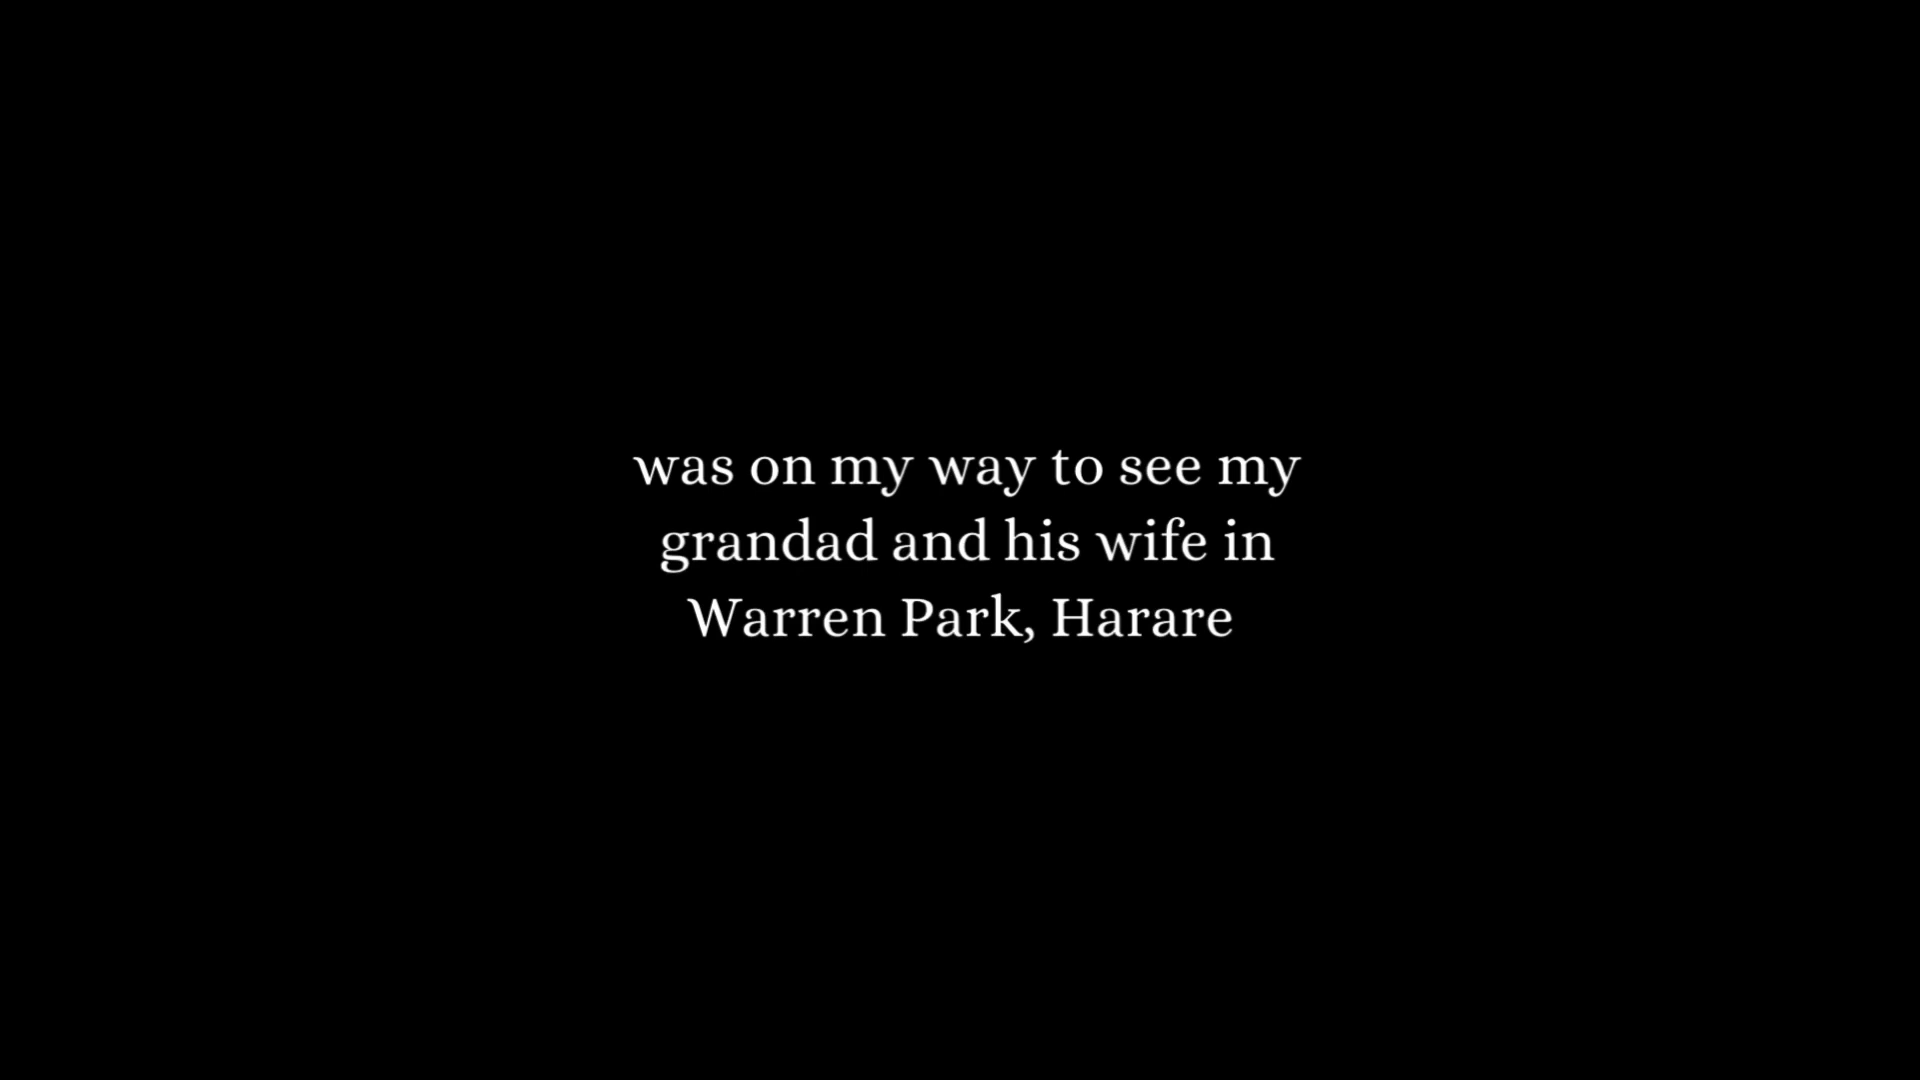 was on my way to see my
grandad and his wife in
Warren Park, Harare